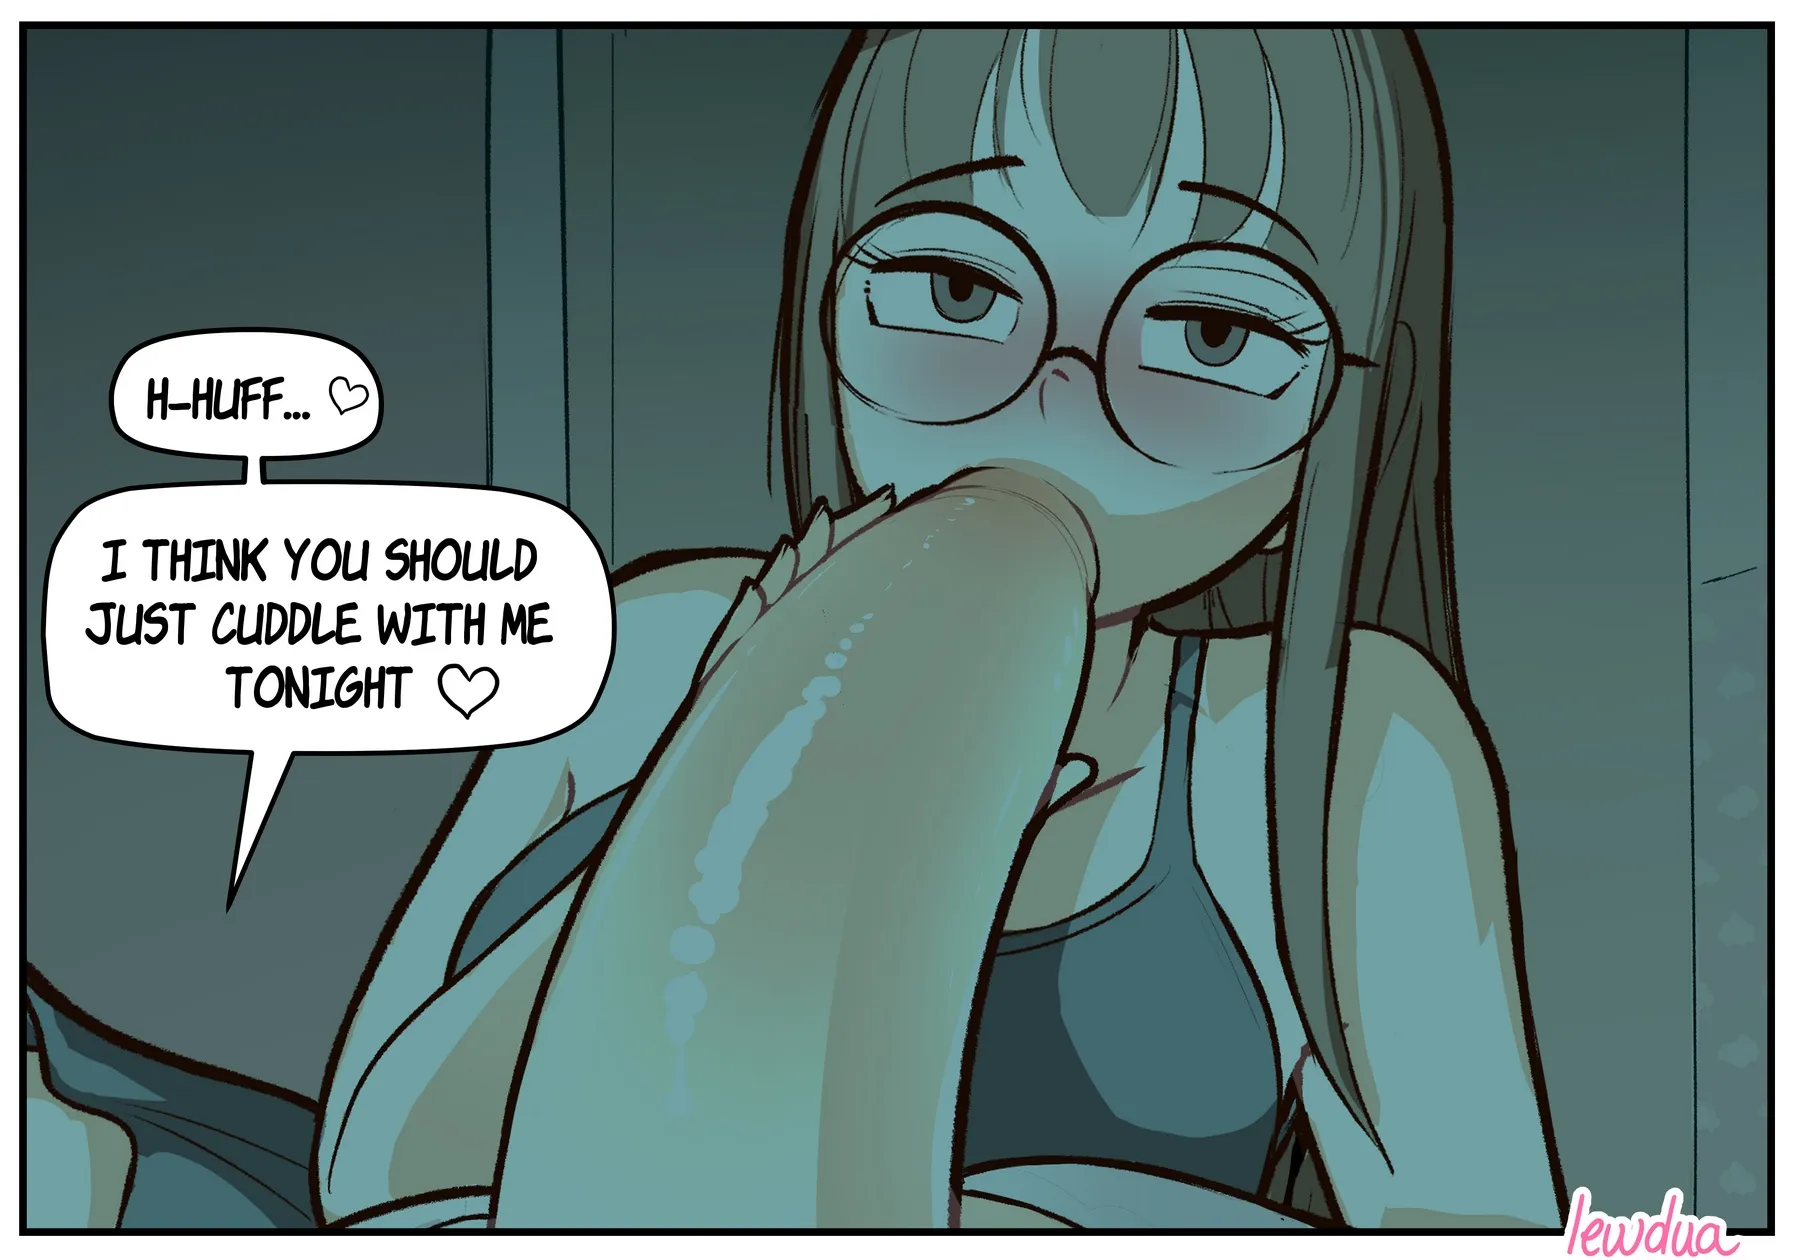 H-HUFF... ♡
I THINK YOU SHOULD
JUST CUDDLE WITH ME
TONIGHT ♡
lewdua